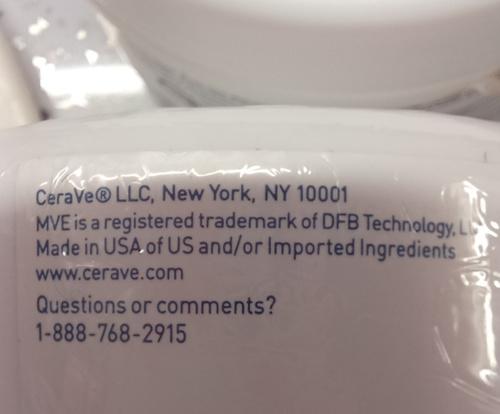 CeraVe® LLC, New York, NY 10001
MVE is a registered trademark of DFB Technology,
Made in USA of US and/or Imported Ingredients
www.cerave.com
Questions or comments?
1-888-768-2915